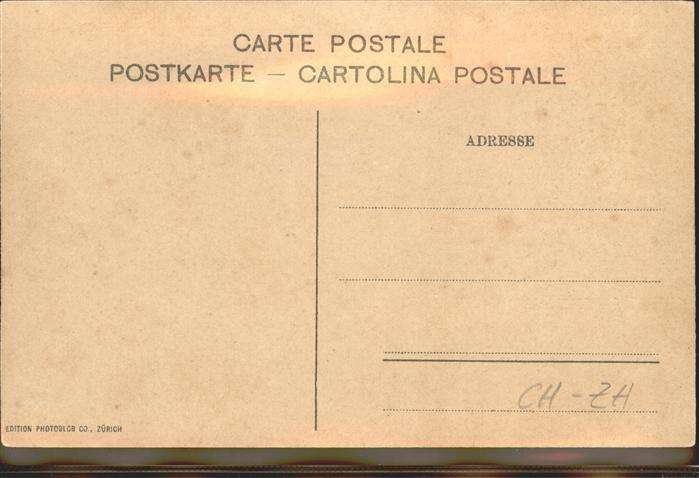 CARTE POSTALE
POSTKARTE — CARTOLINA POSTALE
ADRESSE
CH-ZH
EDITION PHOTOGLOB CO., ZÜRICH